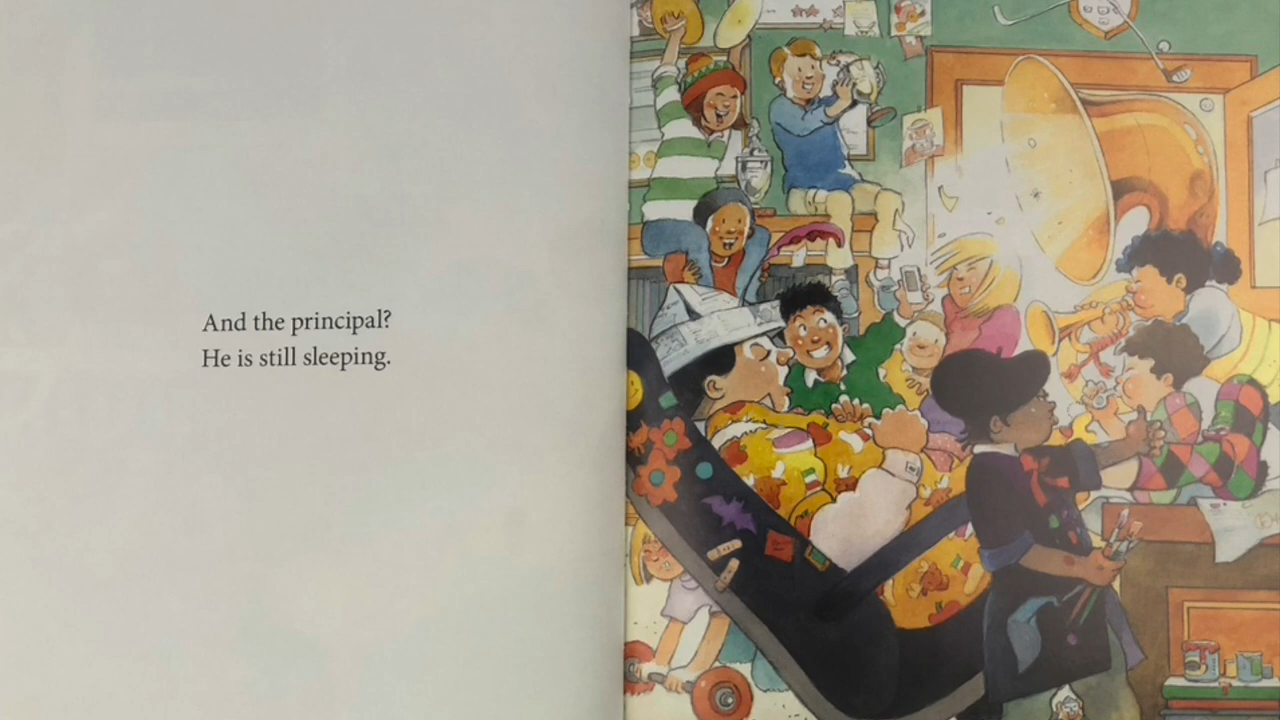 And the principal?
He is still sleeping.